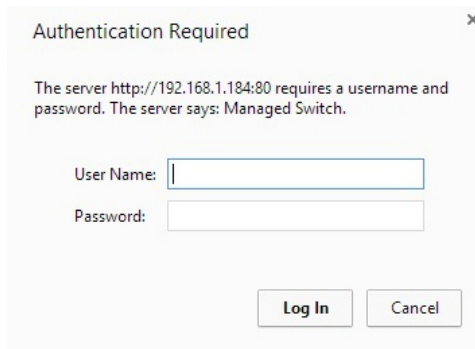 Authentication Required
The server http://192.168.1.184:80 requires a username and
password. The server says: Managed Switch.
User Name:
Password:
Log In Cancel